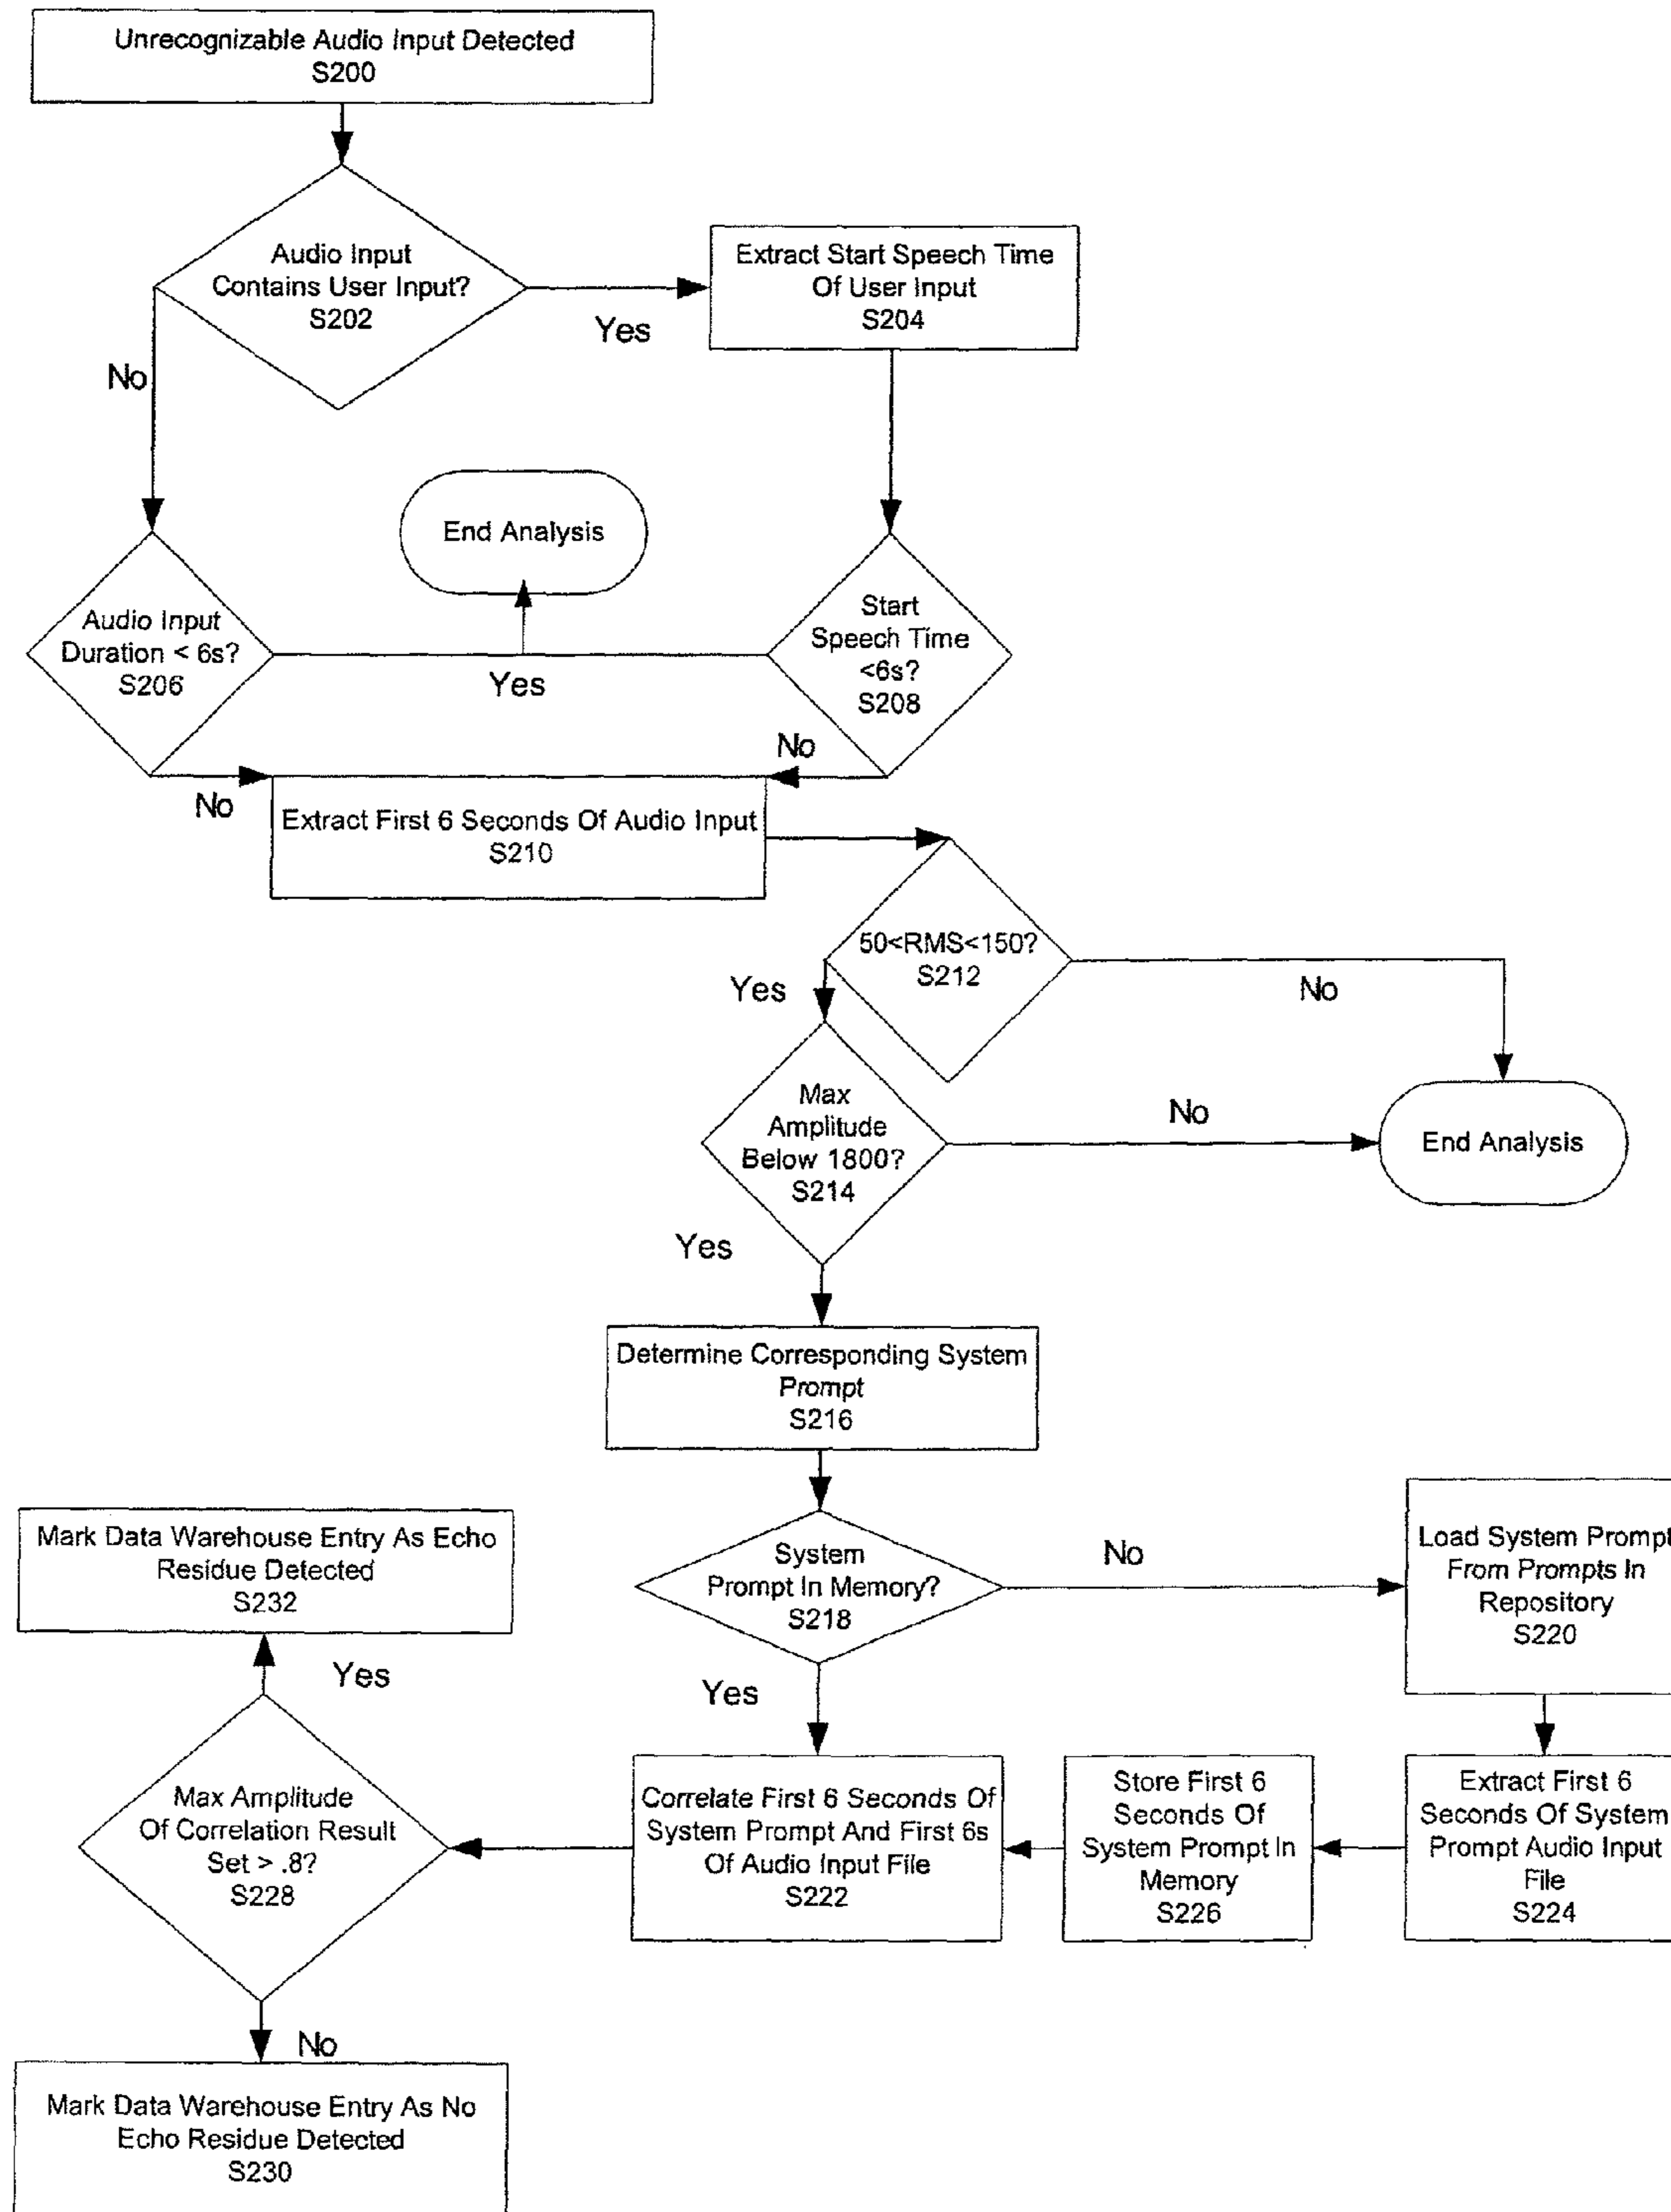 Unrecognizable Audio Input Detected
S200
Audio Input
Contains User Input?
S202
Yes
No
Extract Start Speech Time
Of User Input
S204
End Analysis
Audio Input
Duration < 6s?
S206
Yes
Start
Speech Time
<6s?
S208
No
No
Extract First 6 Seconds Of Audio Input
S210
50<RMS<150?
S212
Yes
No
Max
Amplitude
Below 1800?
S214
No
End Analysis
Yes
Determine Corresponding System
Prompt
S216
System
Prompt In Memory?
S218
No
Load System Prompt
From Prompts In
Repository
S220
Yes
Mark Data Warehouse Entry As Echo
Residue Detected
S232
Yes
Max Amplitude
Of Correlation Result
Set > .8?
S228
Correlate First 6 Seconds Of
System Prompt And First 6s
Of Audio Input File
S222
Store First 6
Seconds Of
System Prompt In
Memory
S226
Extract First 6
Seconds Of System
Prompt Audio Input
File
S224
No
Mark Data Warehouse Entry As No
Echo Residue Detected
S230